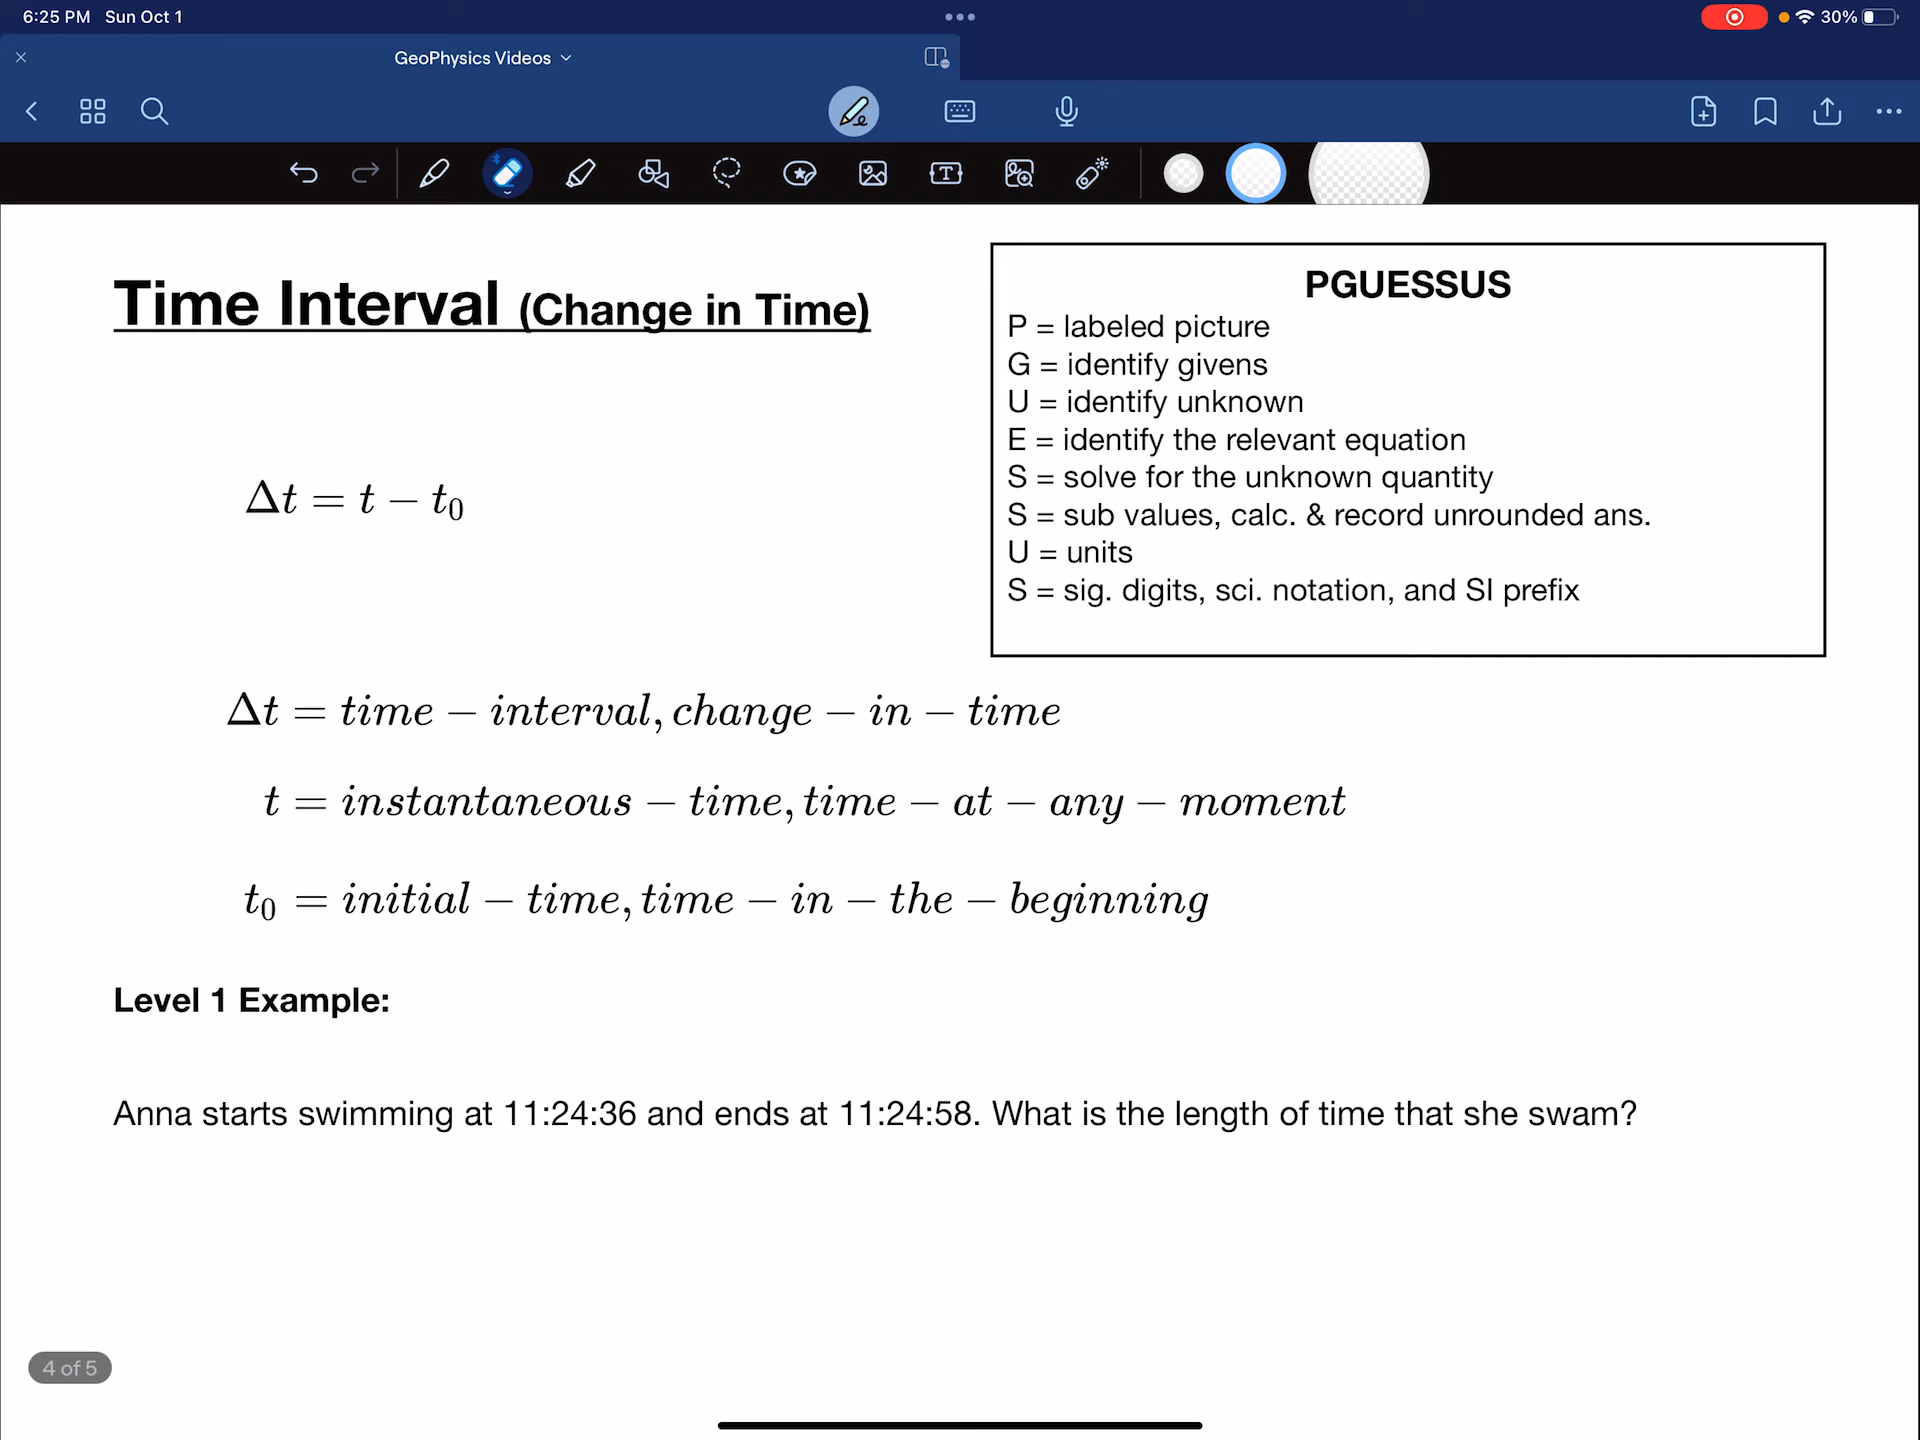 6:25 PM Sun Oct 1
30%
GeoPhysics Videos
Time Interval (Change in Time)
Δt = t − t₀
PGUESSUS
P = labeled picture
G = identify givens
U = identify unknown
E = identify the relevant equation
S = solve for the unknown quantity
S = sub values, calc. & record unrounded ans.
U = units
S = sig. digits, sci. notation, and SI prefix
Δt = time − interval, change − in − time
t = instantaneous − time, time − at − any − moment
t₀ = initial − time, time − in − the − beginning
Level 1 Example:
Anna starts swimming at 11:24:36 and ends at 11:24:58. What is the length of time that she swam?
4 of 5